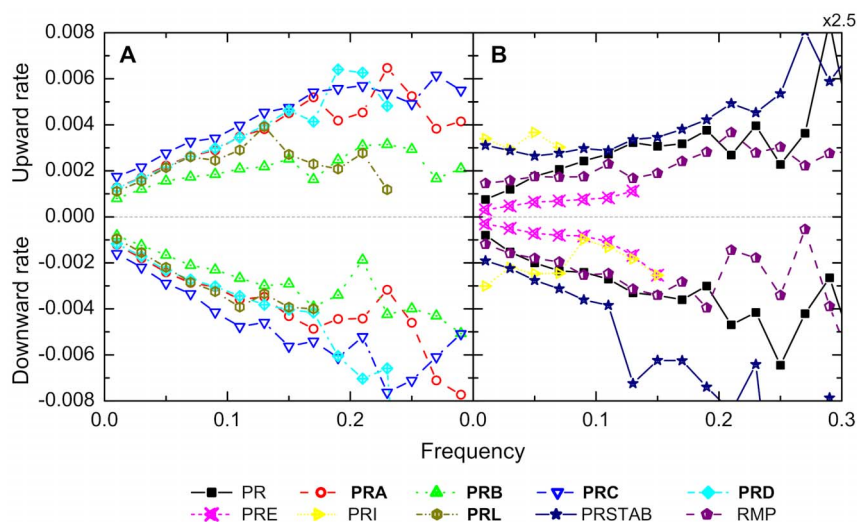 x2.5
A
B
Upward rate
Downward rate
0.008
0.006
0.004
0.002
0.000
-0.002
-0.004
-0.006
-0.008
0.0 0.1 0.2 0.0 0.1 0.2 0.3
Frequency
PR PRA PRB PRC PRD
PRE PRI PRL PRSTAB RMP